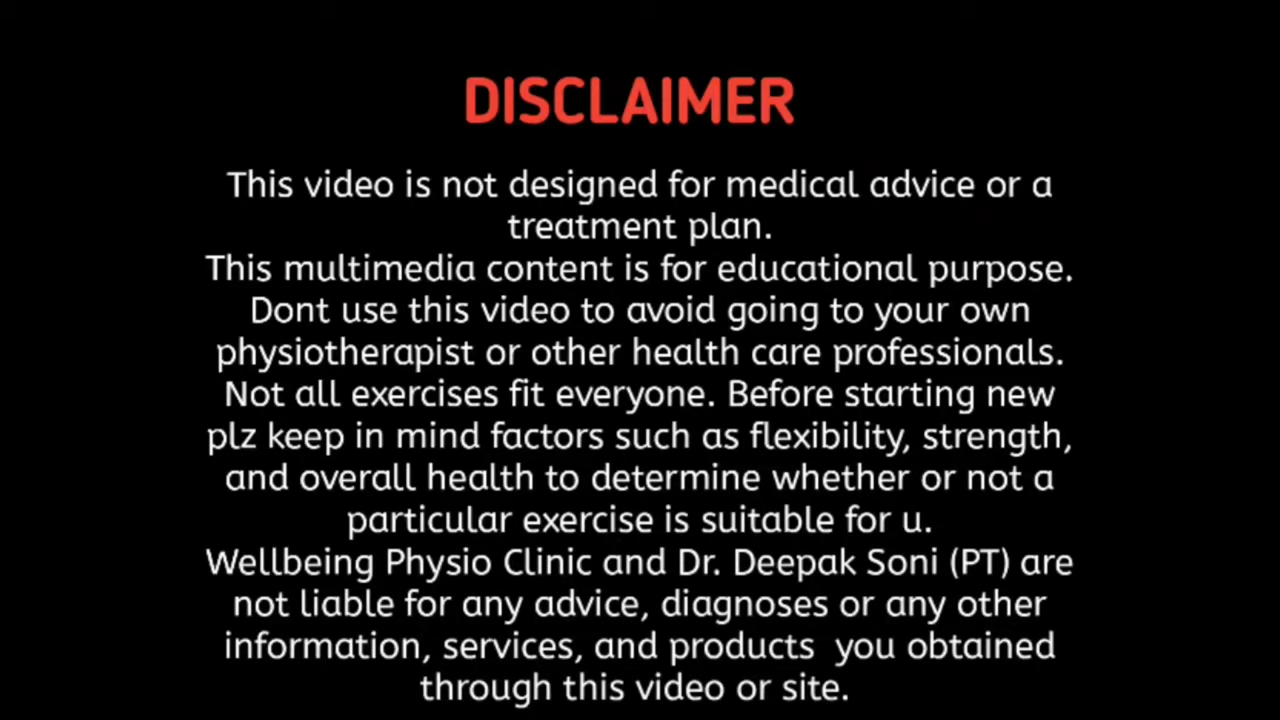 DISCLAIMER
This video is not designed for medical advice or a
treatment plan.
This multimedia content is for educational purpose.
Dont use this video to avoid going to your own
physiotherapist or other health care professionals.
Not all exercises fit everyone. Before starting new
plz keep in mind factors such as flexibility, strength,
and overall health to determine whether or not a
particular exercise is suitable for u.
Wellbeing Physio Clinic and Dr. Deepak Soni (PT) are
not liable for any advice, diagnoses or any other
information, services, and products  you obtained
through this video or site.